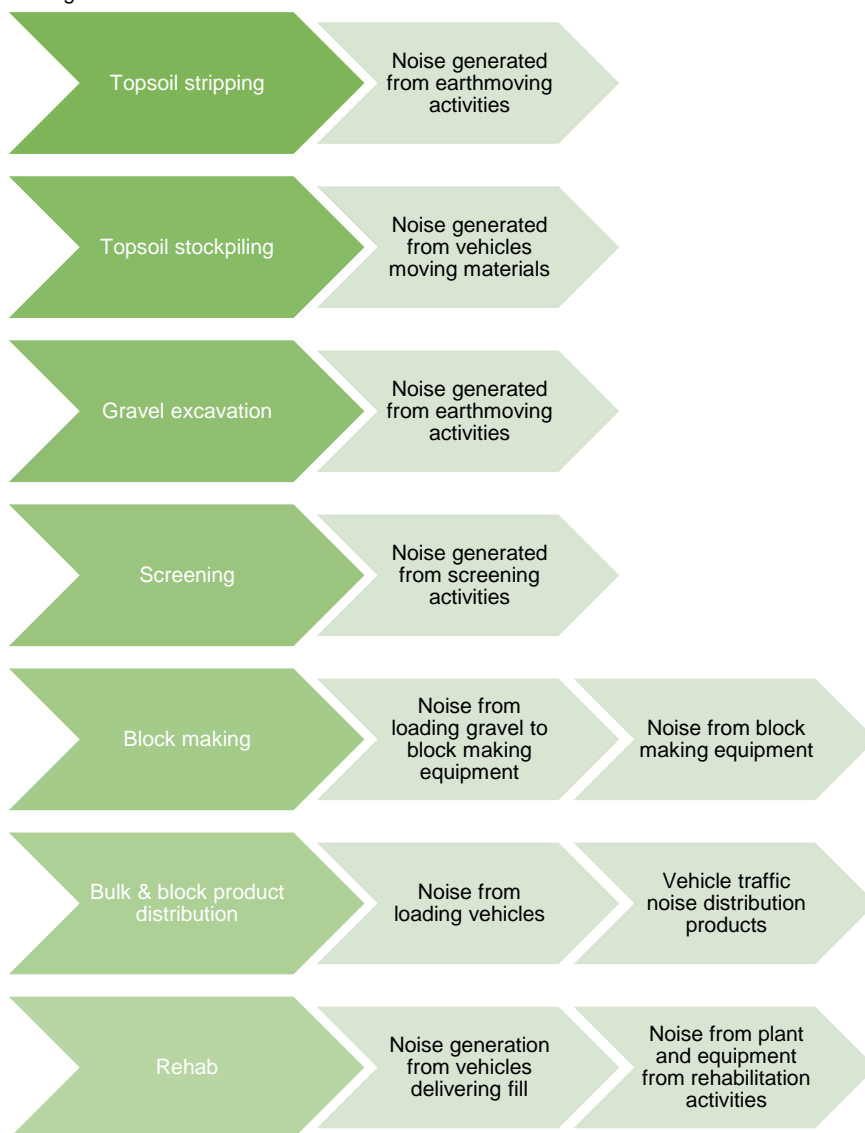 Topsoil stripping
Noise generated
from earthmoving
activities
Topsoil stockpiling
Noise generated
from vehicles
moving materials
Gravel excavation
Noise generated
from earthmoving
activities
Screening
Noise generated
from screening
activities
Block making
Noise from
loading gravel to
block making
equipment
Noise from block
making equipment
Bulk & block product
distribution
Noise from
loading vehicles
Vehicle traffic
noise distribution
products
Rehab
Noise generation
from vehicles
delivering fill
Noise from plant
and equipment
from rehabilitation
activities